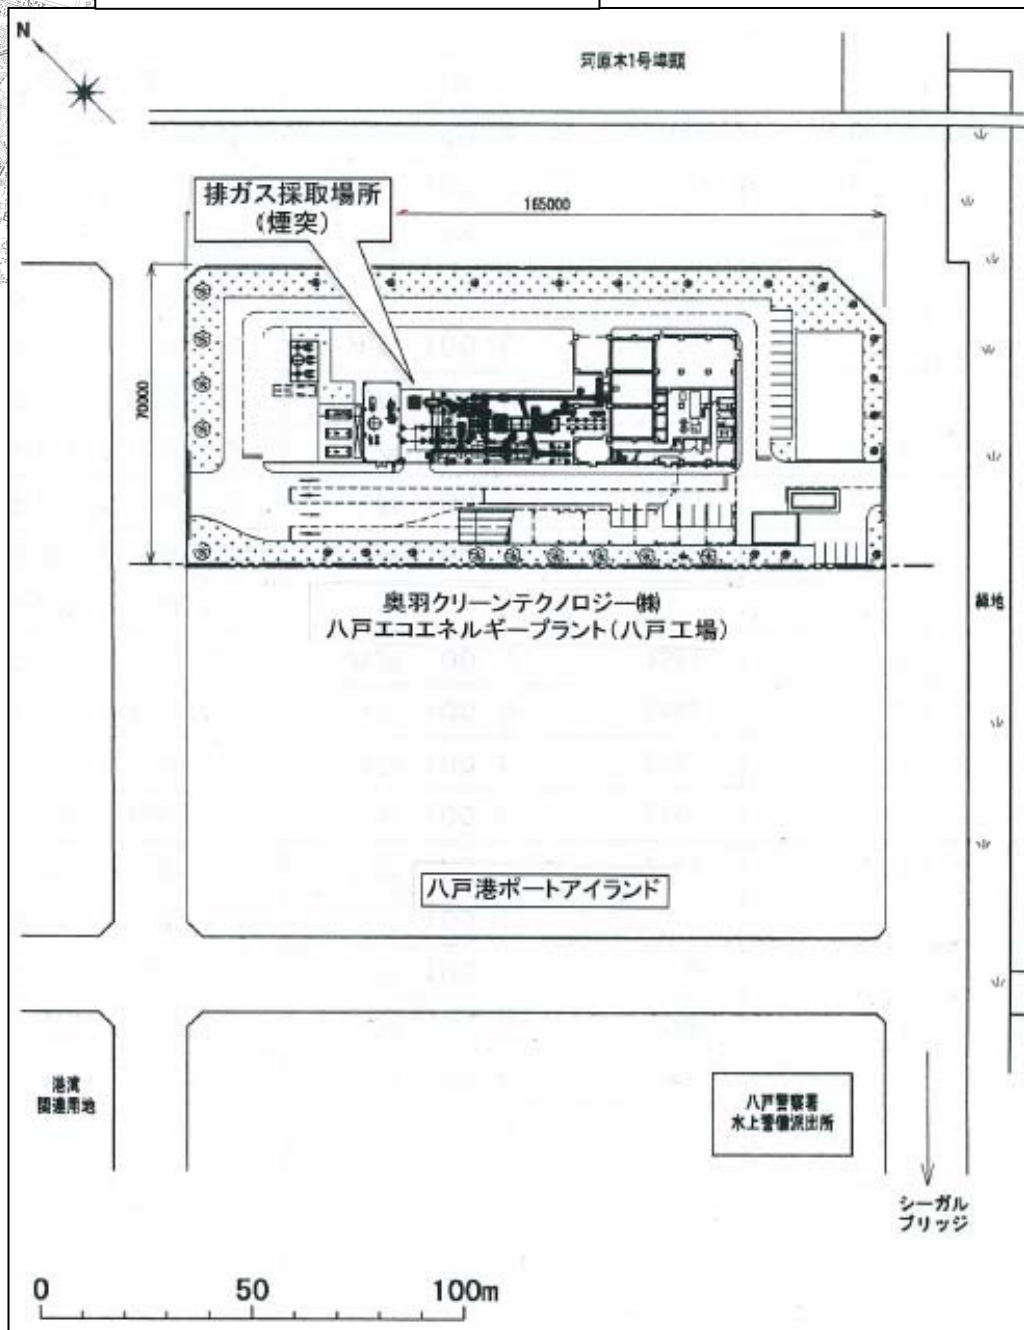 N
河原木1号埠頭
排ガス採取場所
(煙突)
165000
70000
奥羽クリーンテクノロジー㈱
八戸エコエネルギープラント(八戸工場)
緑地
八戸港ポートアイランド
港湾
関連用地
八戸警察署
水上警備派出所
シーガル
ブリッジ
0 50 100m